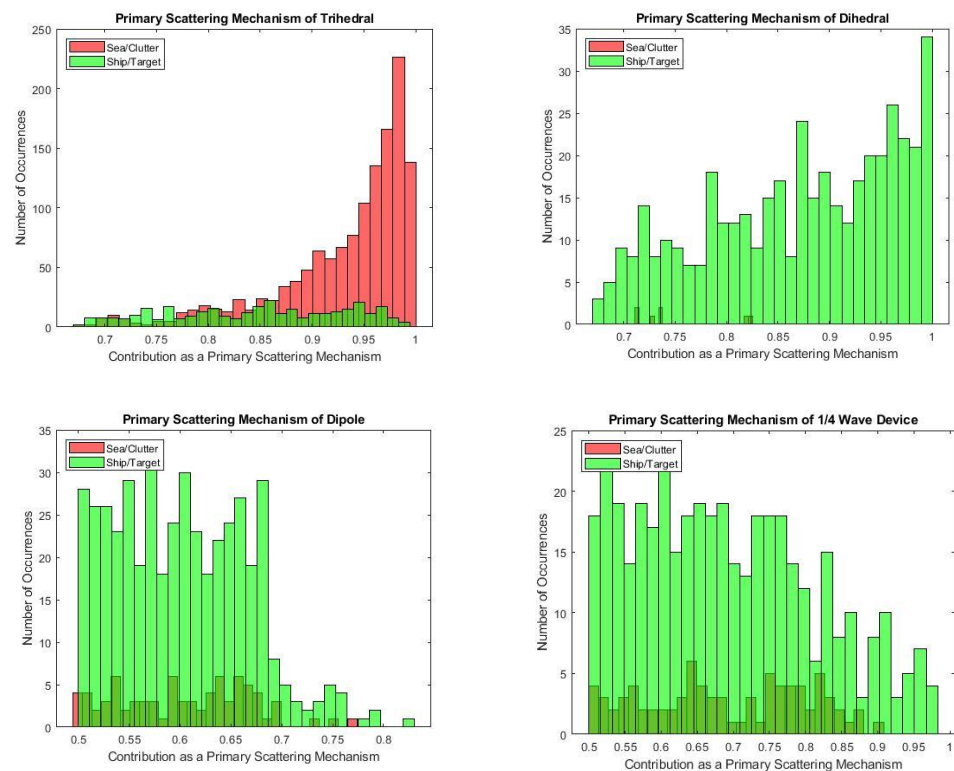 Primary Scattering Mechanism of Trihedral
250
200
150
100
50
0
Number of Occurrences
Sea/Clutter
Ship/Target
0.7 0.75 0.8 0.85 0.9 0.95 1
Contribution as a Primary Scattering Mechanism
Primary Scattering Mechanism of Dihedral
35
30
25
20
15
10
5
0
Number of Occurrences
Sea/Clutter
Ship/Target
0.7 0.75 0.8 0.85 0.9 0.95 1
Contribution as a Primary Scattering Mechanism
Primary Scattering Mechanism of Dipole
35
30
25
20
15
10
5
0
Number of Occurrences
Sea/Clutter
Ship/Target
0.5 0.55 0.6 0.65 0.7 0.75 0.8
Contribution as a Primary Scattering Mechanism
Primary Scattering Mechanism of 1/4 Wave Device
25
20
15
10
5
0
Number of Occurrences
Sea/Clutter
Ship/Target
0.5 0.55 0.6 0.65 0.7 0.75 0.8 0.85 0.9 0.95 1
Contribution as a Primary Scattering Mechanism